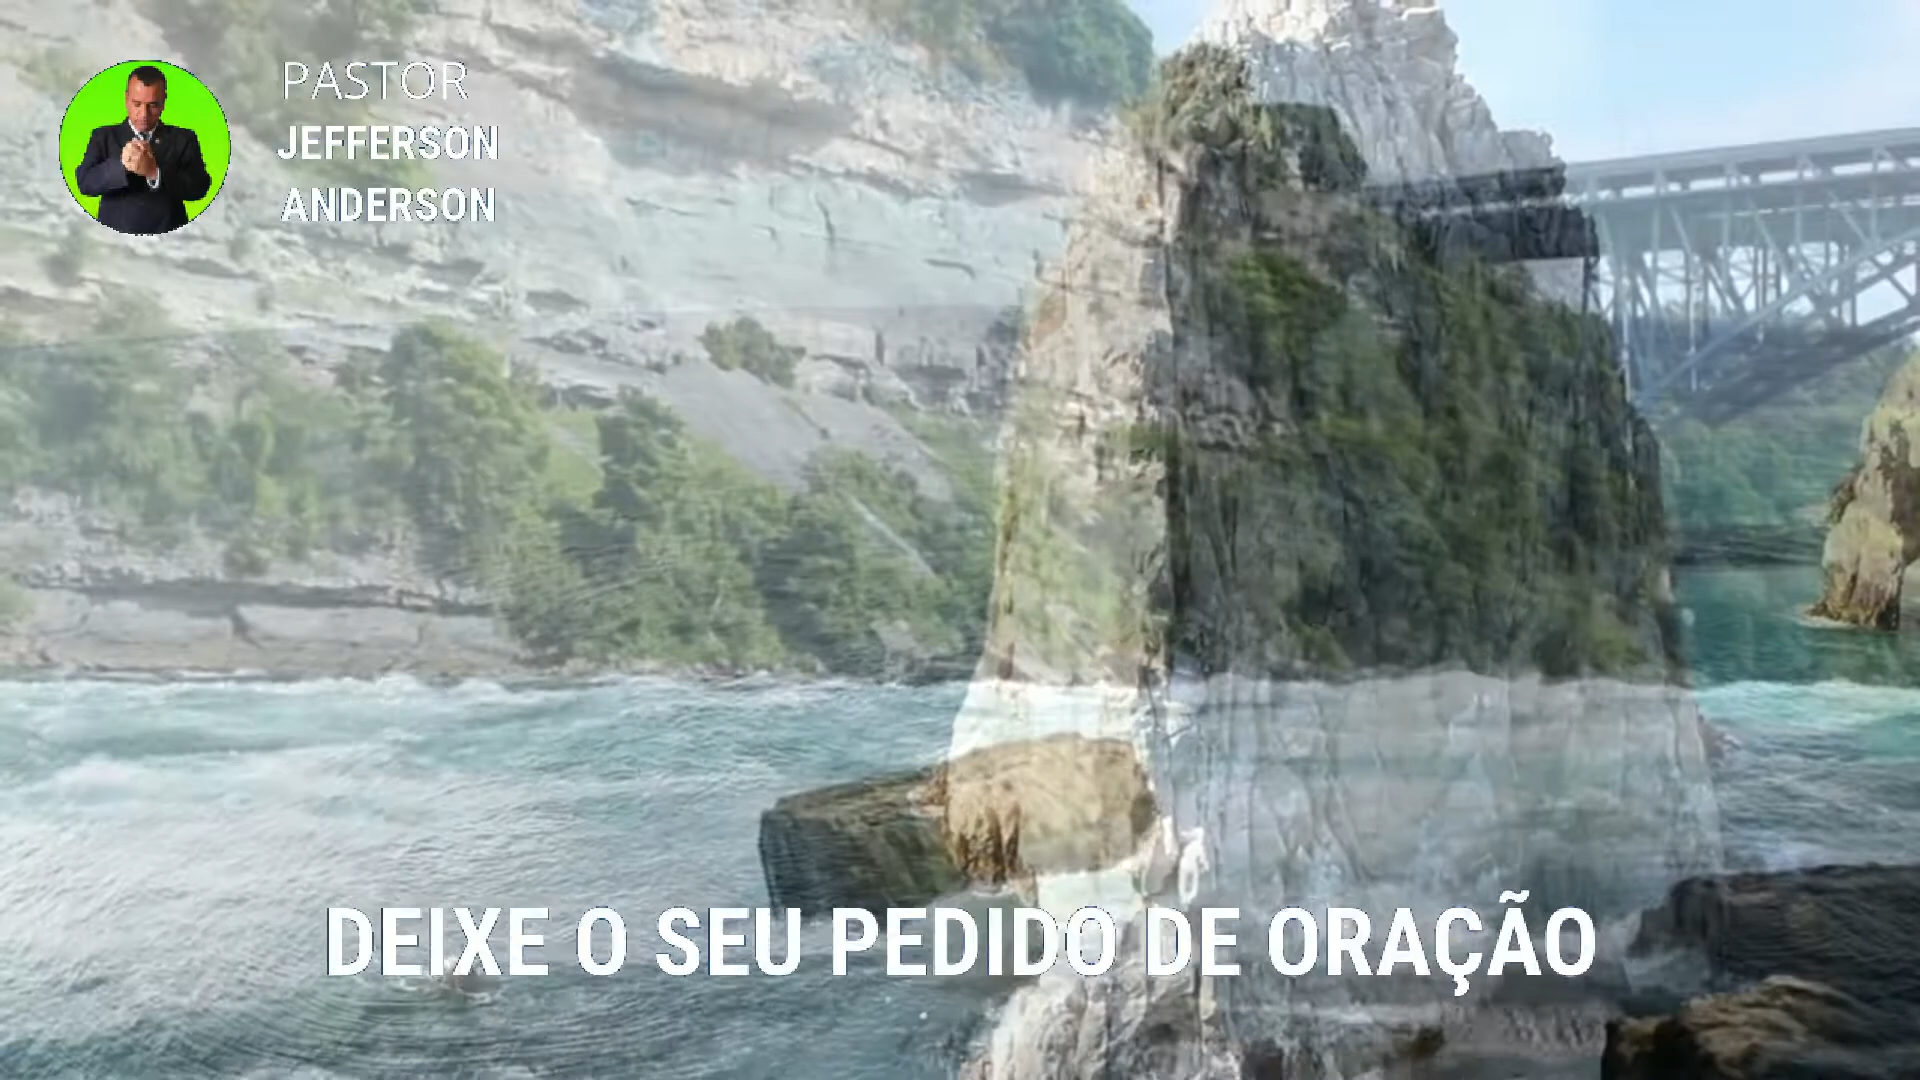 PASTOR
JEFFERSON
ANDERSON
DEIXE O SEU PEDIDO DE ORAÇÃO